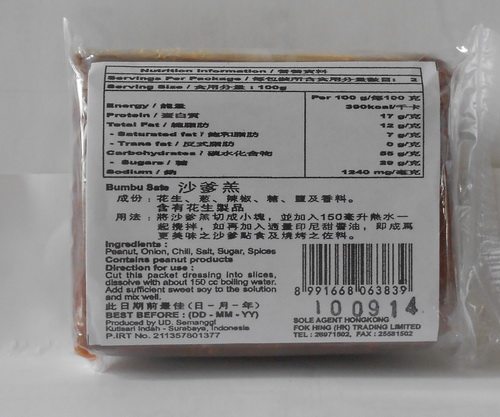 Nutrition Information / 營養資料
Servings Per Package / 每包裝所含食用分量數目: 2
Serving Size / 食用分量 : 100g
Per 100 g/每100 克
Energy / 能量 390kcal/千卡
Protein / 蛋白質 17 g/克
Total Fat / 總脂肪 12 g/克
- Saturated fat / 飽和脂肪 7 g/克
- Trans fat / 反式脂肪 0 g/克
Carbohydrates / 碳水化合物 g/克
- Sugars / 糖 g/克
Sodium / 鈉 1240 mg/毫克
Bumbu Sate 沙爹羔
成份 : 花生、蔥、辣椒、糖、鹽及香料。
含有花生製品
用法 : 將沙爹羔切成小塊，並加入150毫升熱水一
起攪拌，如再加入適量印尼甜醬油，即成爲
更美味之沙爹點食及燒烤之佐料。
Ingredients :
Peanut, Onion, Chili, Salt, Sugar, Spices
Contains peanut products
Direction for use :
Cut this packet dressing into slices,
dissolve with about 150 cc boiling water.
Add sufficient sweet soy to the solution
and mix well.
此日期前最佳 (日 - 月 - 年)
BEST BEFORE : (DD - MM - YY)
100914
Produced by UD. Semanggi
Kutisari Indah - Surabaya, Indonesia
P.IRT No. 211357801377
8 991668 063839
SOLE AGENT HONGKONG
FOK HING (HK) TRADING LIMITED
TEL : 26971502, FAX : 25581502